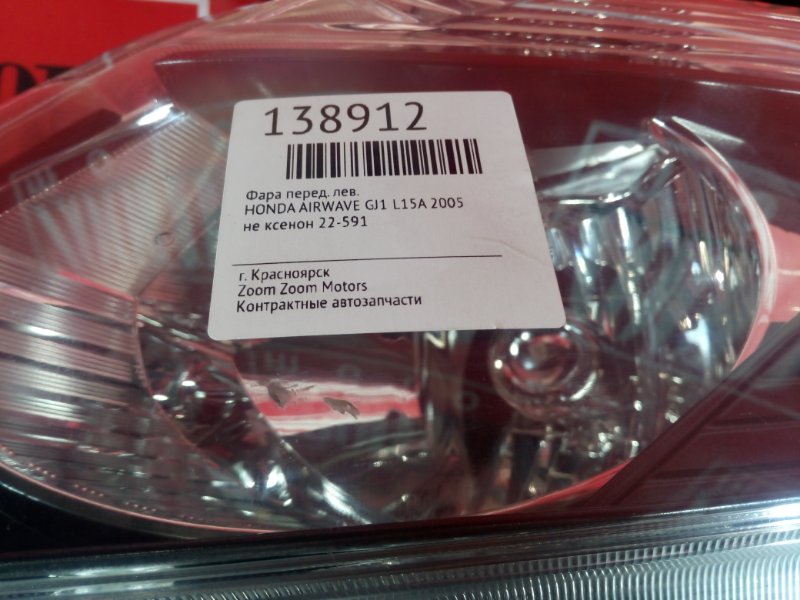 138912
Фара перед. лев.
HONDA AIRWAVE GJ1 L15A 2005
не ксенон 22-591
г. Красноярск
Zoom Zoom Motors
Контрактные автозапчасти